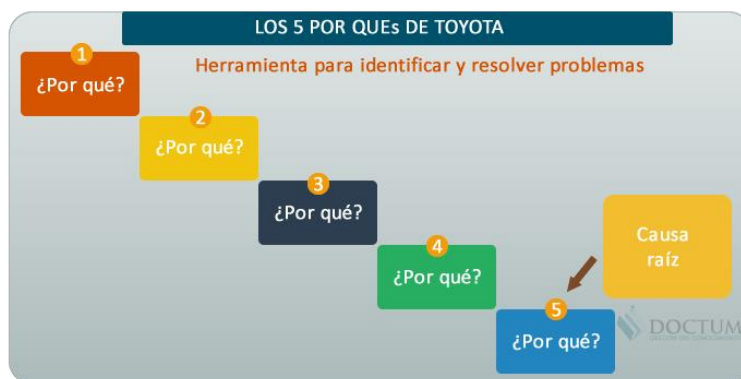 LOS 5 POR QUEs DE TOYOTA
Herramienta para identificar y resolver problemas
1
¿Por qué?
2
¿Por qué?
3
¿Por qué?
4
¿Por qué?
5
¿Por qué?
Causa
raíz
DOCTUM